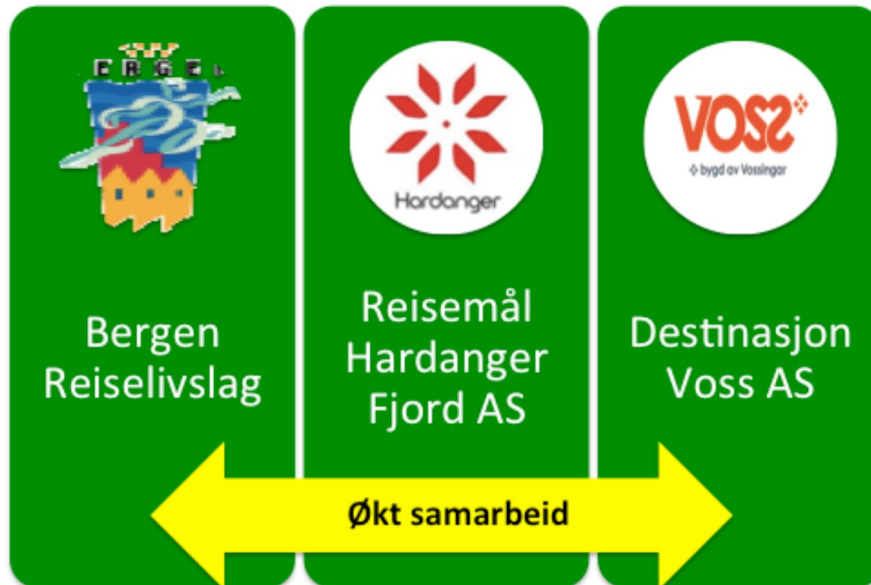 Hardanger
VOSS
bygd av Vossingar
Bergen
Reiselivslag
Reisemål
Hardanger
Fjord AS
Destinasjon
Voss AS
Økt samarbeid